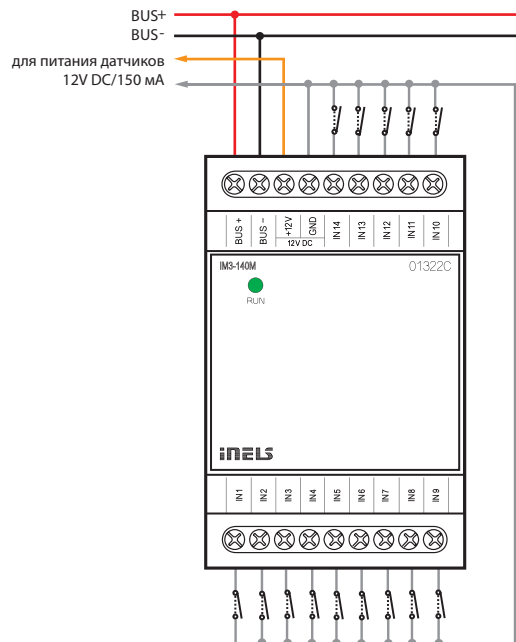 BUS+
BUS-
для питания датчиков
12V DC/150 мА
BUS +
BUS –
+12V
GND
IN14
IN13
IN12
IN11
IN10
12V DC
IM3-140M
01322C
RUN
iNELS
IN1
IN2
IN3
IN4
IN5
IN6
IN7
IN8
IN9